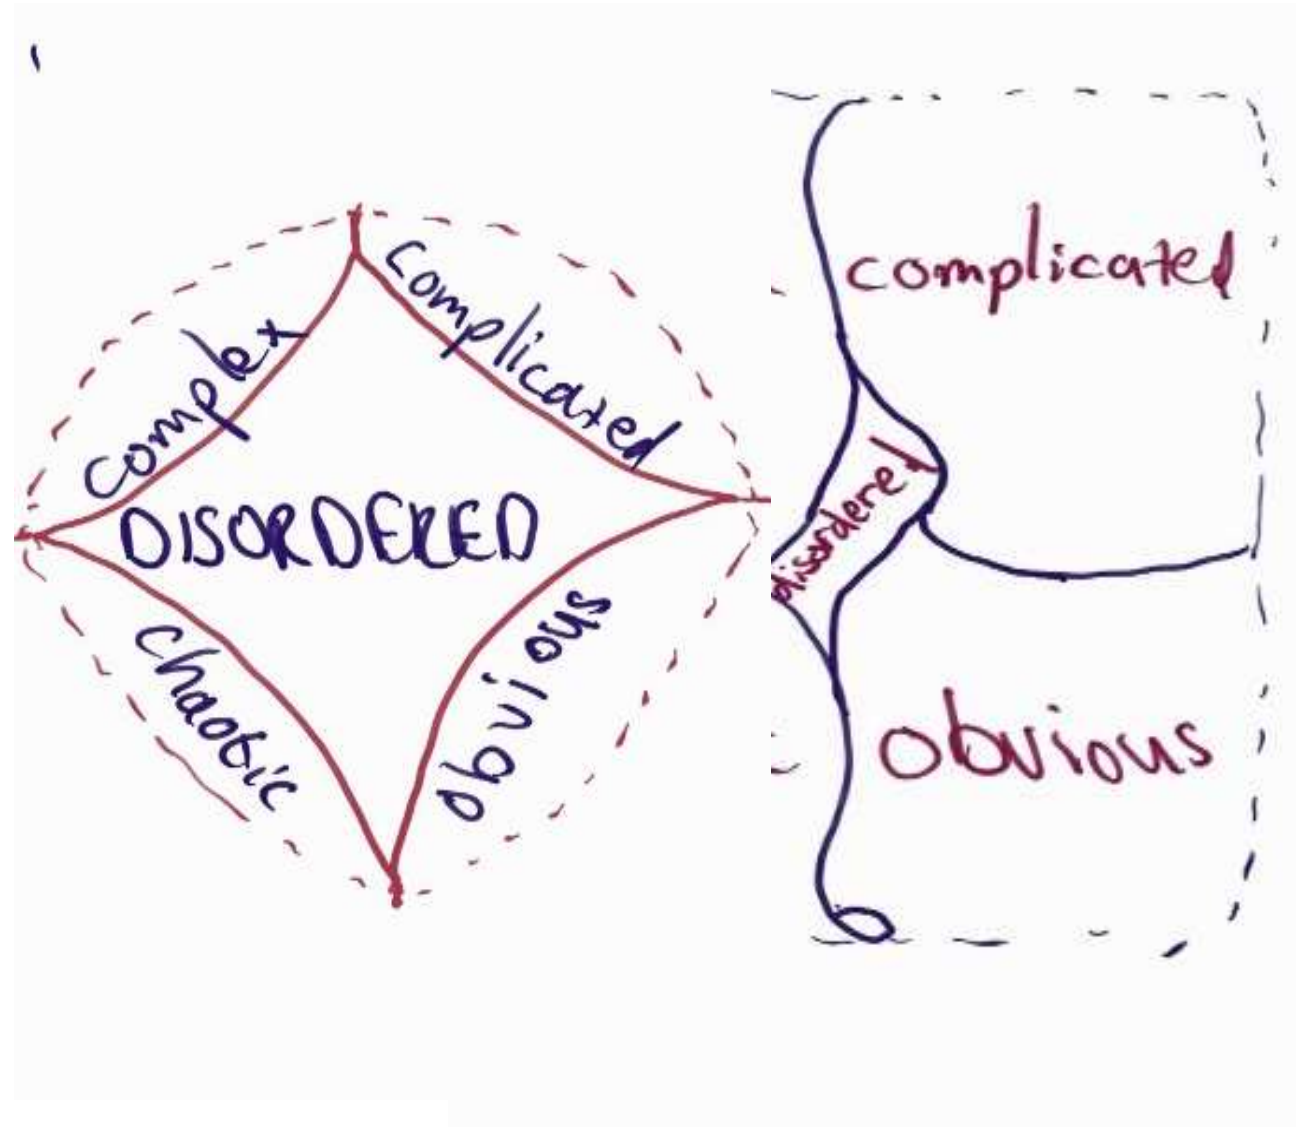 complex
complicated
DISORDERED
chaotic
obvious
complicated
disordered
obvious